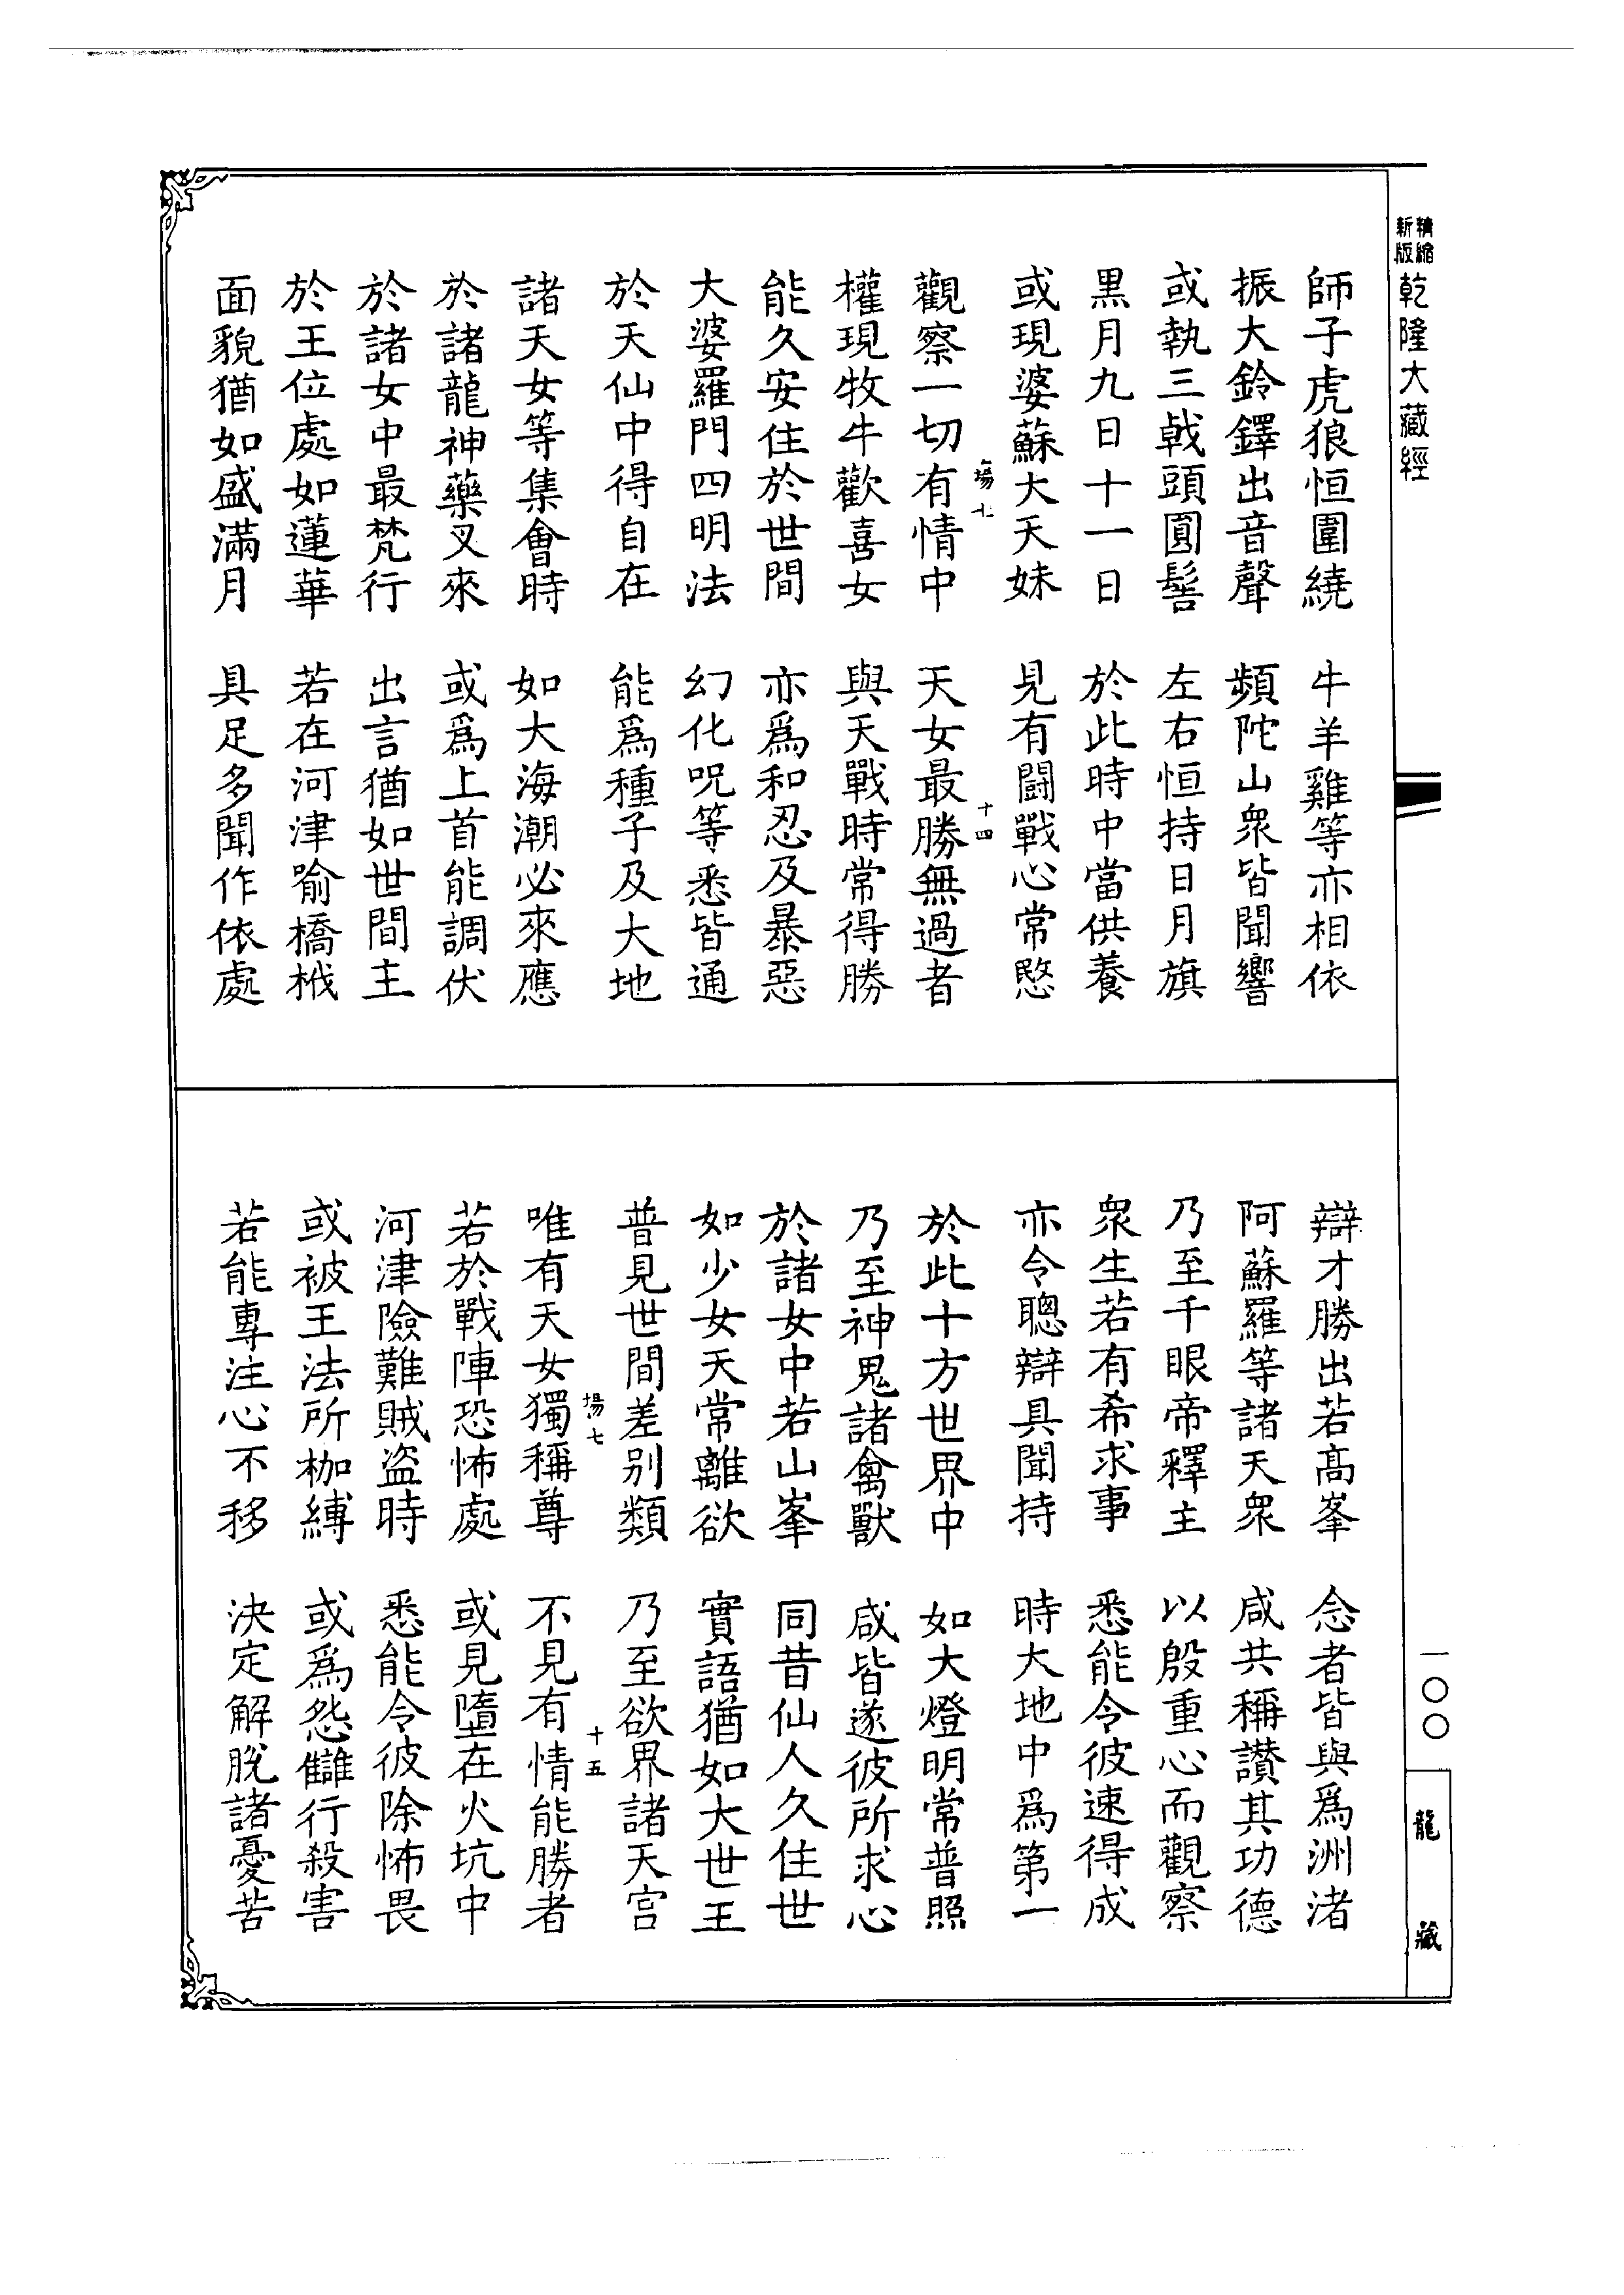 精縮新版 乾隆大藏經
師子虎狼恒圍繞 牛羊雞等亦相依
振大鈴鐸出音聲 頻陀山衆皆聞響
或執三戟頭圓髻 左右恒持日月旗
黒月九日十一日 於此時中當供養
或現婆蘇大天妹 見有鬪戰心常愍
場七 十四
觀察一切有情中 天女最勝無過者
權現牧牛歡喜女 與天戰時常得勝
能久安住於世間 亦爲和忍及暴惡
大婆羅門四明法 幻化呪等悉皆通
於天仙中得自在 能爲種子及大地
諸天女等集會時 如大海潮必來應
於諸龍神藥叉來 或爲上首能調伏
於諸女中最梵行 出言猶如世間主
於王位處如蓮華 若在河津喻橋栰
面貌猶如盛滿月 具足多聞作依處
辯才勝出若高峯 念者皆與爲洲渚
阿蘇羅等諸天衆 咸共稱讚其功德
乃至千眼帝釋主 以殷重心而觀察
衆生若有希求事 悉能令彼速得成
亦令聰辯具聞持 時大地中爲第一
於此十方世界中 如大燈明常普照
乃至神鬼諸禽獸 咸皆遂彼所求心
於諸女中若山峯 同昔仙人久住世
如少女天常離欲 實語猶如大世王
普見世間差别類 乃至欲界諸天宮
場七 十五
唯有天女獨稱尊 不見有情能勝者
若於戰陣恐怖處 或見墮在火坑中
河津險難賊盜時 悉能令彼除怖畏
或被王法所枷縛 或爲怨讎行殺害
若能專注心不移 決定解脫諸憂苦
一〇〇
龍藏